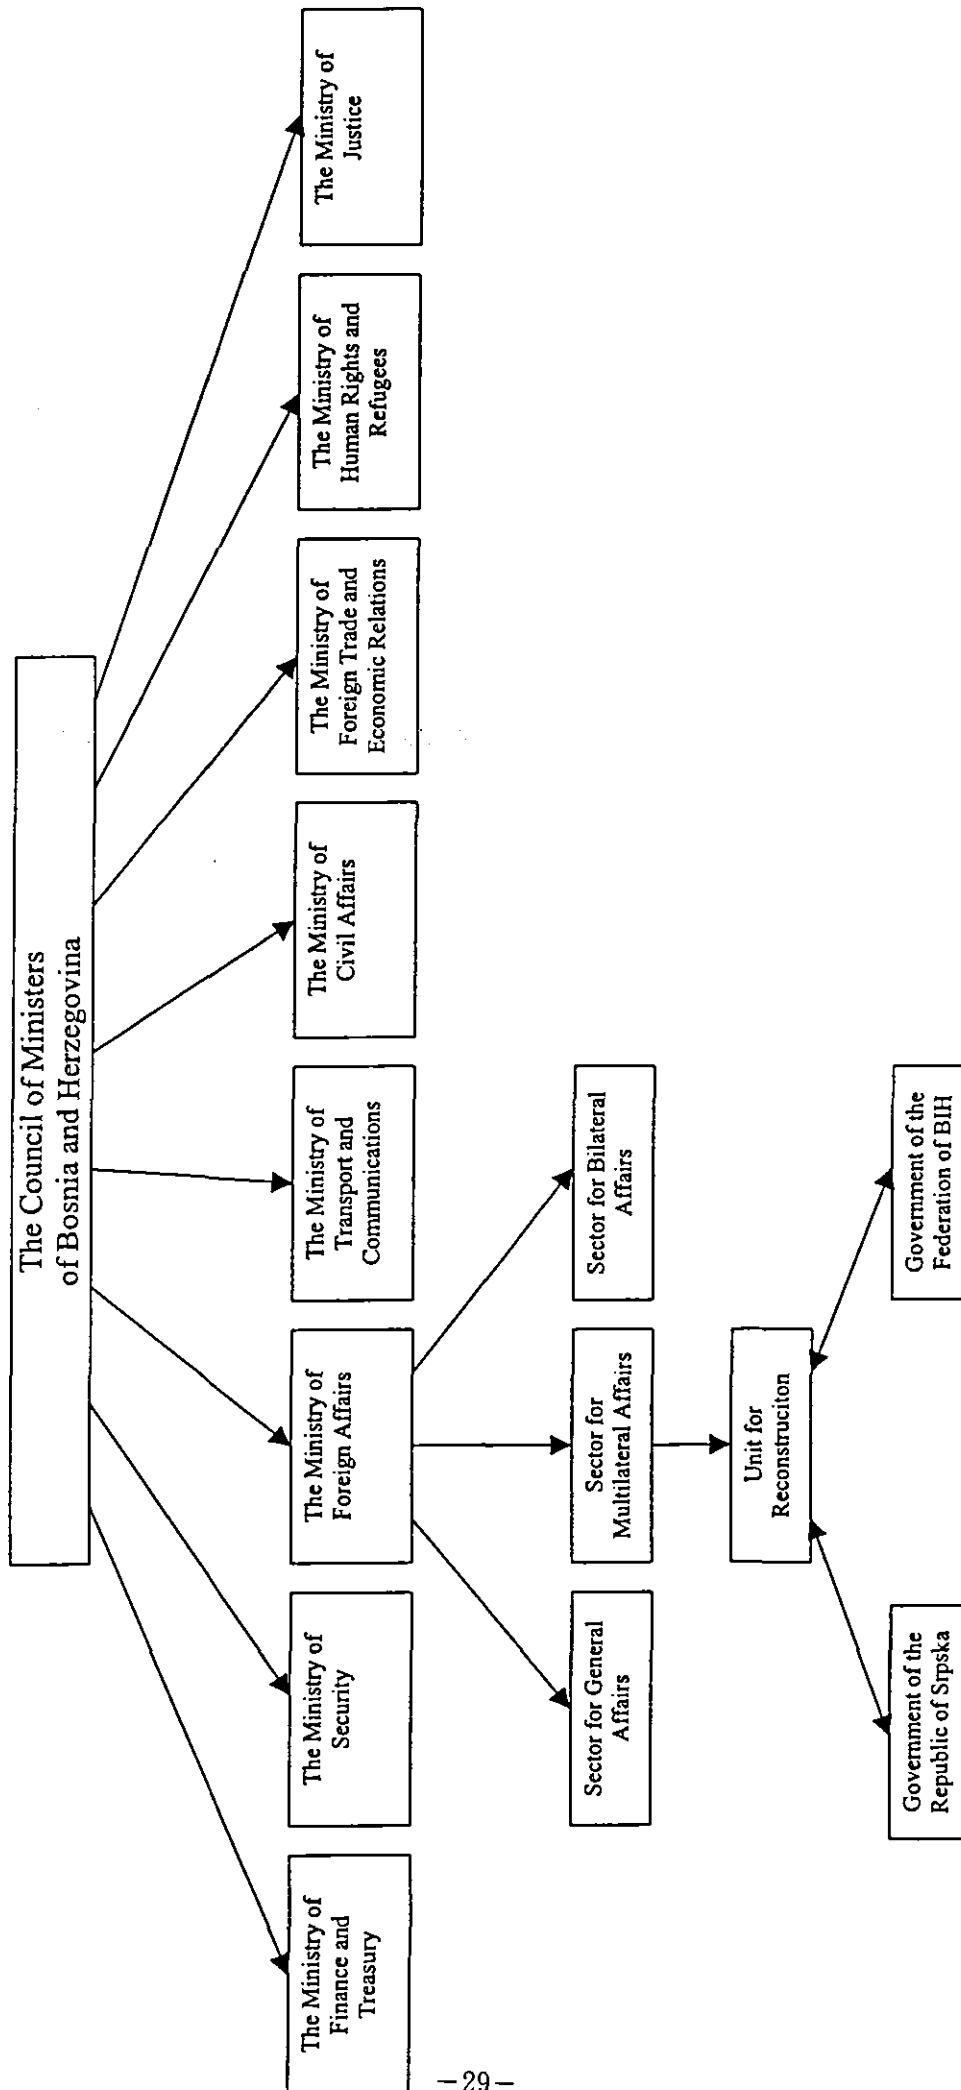 The Council of Ministers
of Bosnia and Herzegovina
The Ministry of
Finance and
Treasury
The Ministry of
Security
The Ministry of
Foreign Affairs
The Ministry of
Transport and
Communications
The Ministry of
Civil Affairs
The Ministry of
Foreign Trade and
Economic Relations
The Ministry of
Human Rights and
Refugees
The Ministry of
Justice
Sector for General
Affairs
Sector for
Multilateral Affairs
Sector for Bilateral
Affairs
Unit for
Reconstruciton
Government of the
Republic of Srpska
Government of the
Federation of BIH
-29-